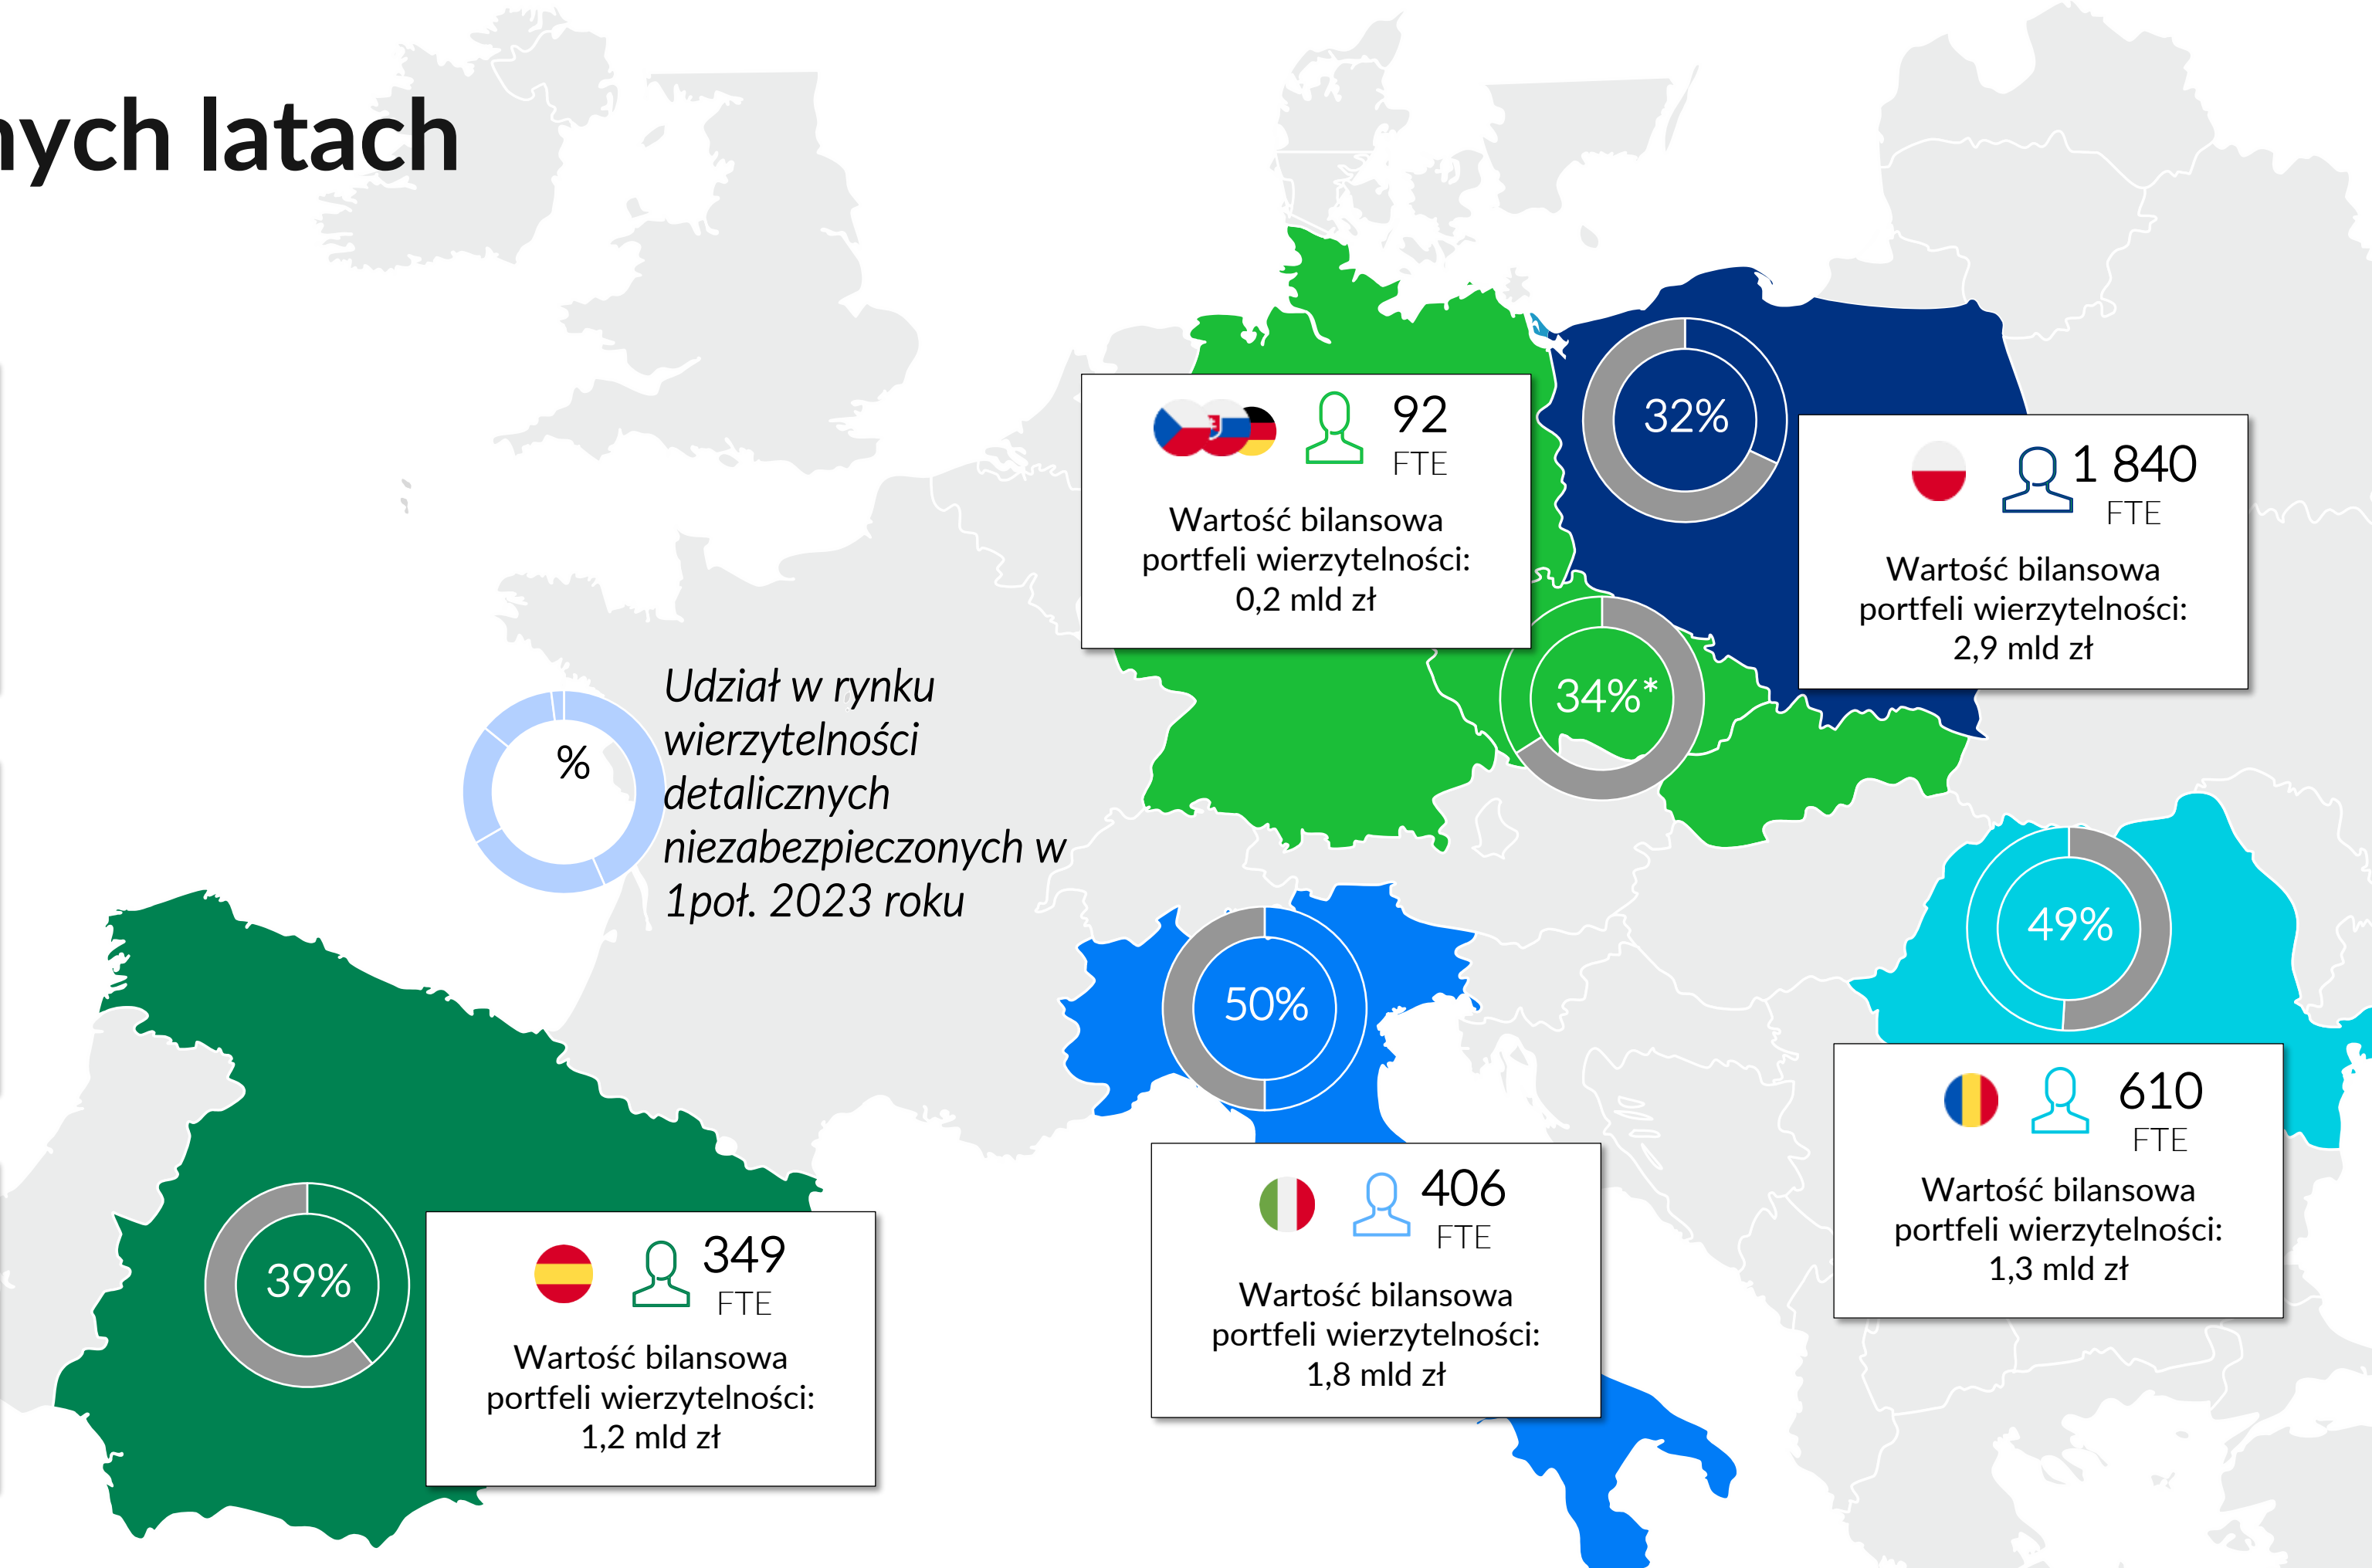 nych latach
92
FTE
Wartość bilansowa
portfeli wierzytelności:
0,2 mld zł
32%
1 840
FTE
Wartość bilansowa
portfeli wierzytelności:
2,9 mld zł
34%*
%
Udział w rynku
wierzytelności
detalicznych
niezabezpieczonych w
1poł. 2023 roku
49%
610
FTE
Wartość bilansowa
portfeli wierzytelności:
1,3 mld zł
50%
406
FTE
Wartość bilansowa
portfeli wierzytelności:
1,8 mld zł
39%
349
FTE
Wartość bilansowa
portfeli wierzytelności:
1,2 mld zł